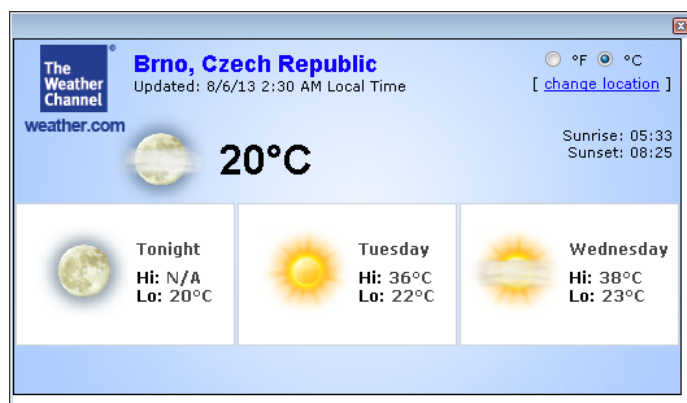 The
Weather
Channel
weather.com
Brno, Czech Republic
Updated: 8/6/13 2:30 AM Local Time
°F °C
[ change location ]
20°C
Sunrise: 05:33
Sunset: 08:25
Tonight
Hi: N/A
Lo: 20°C
Tuesday
Hi: 36°C
Lo: 22°C
Wednesday
Hi: 38°C
Lo: 23°C